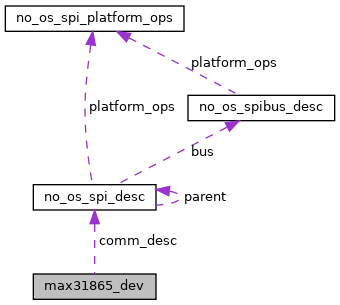 no_os_spi_platform_ops
platform_ops
no_os_spibus_desc
platform_ops
bus
no_os_spi_desc
parent
comm_desc
max31865_dev